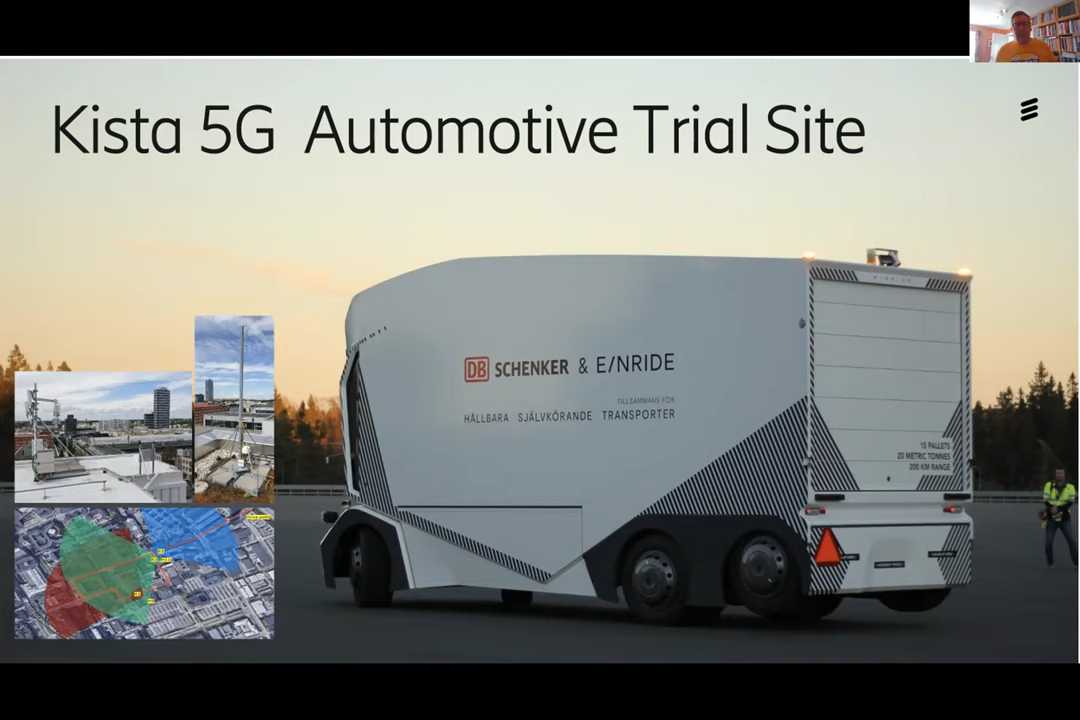 Kista 5G Automotive Trial Site
DB SCHENKER & E/NRIDE
TILLSAMMANS FÖR
HÅLLBARA SJÄLVKÖRANDE TRANSPORTER
15 PALLETS
20 METRIC TONNES
200 KM RANGE